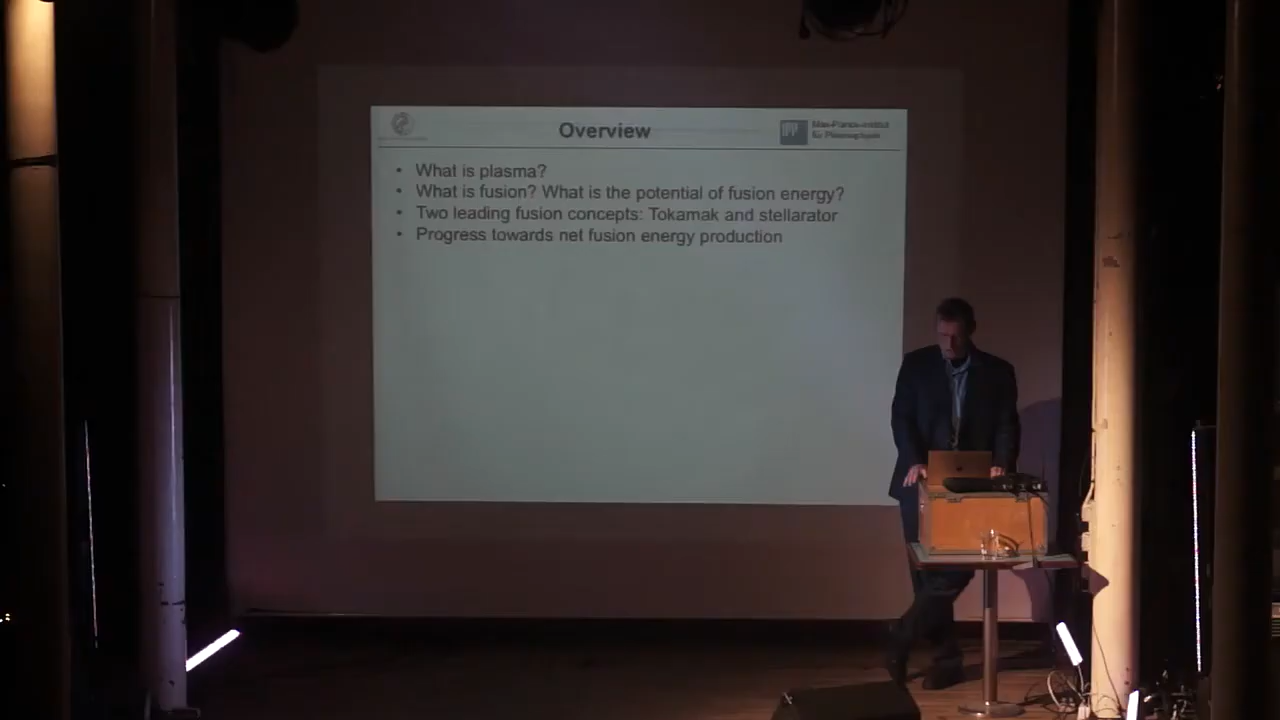 Overview
IPP
Max-Planck-Institut
für Plasmaphysik
• What is plasma?
• What is fusion? What is the potential of fusion energy?
• Two leading fusion concepts: Tokamak and stellarator
• Progress towards net fusion energy production